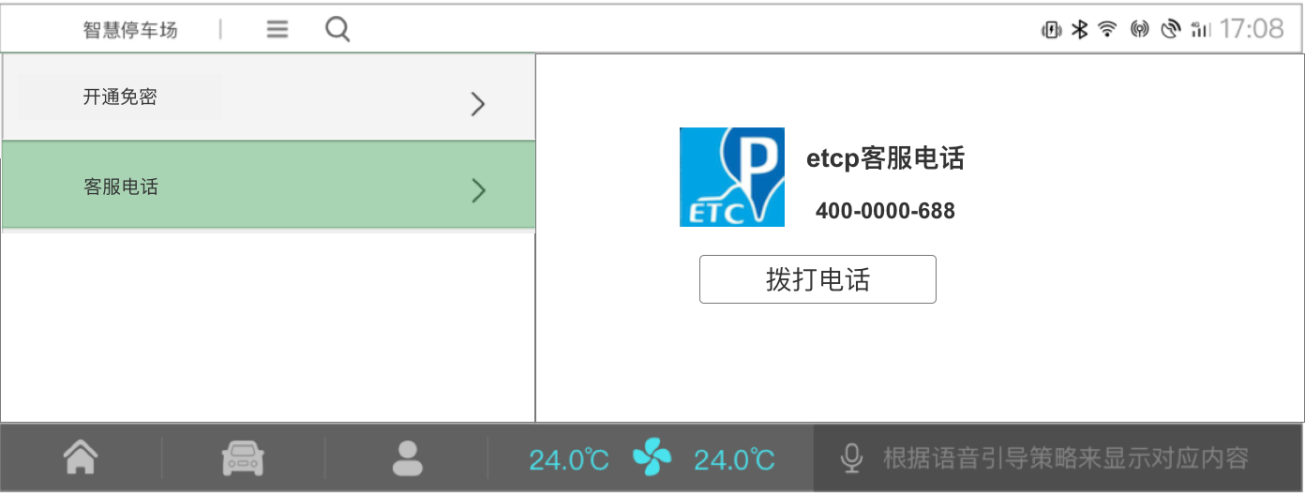 智慧停车场
17:08
开通免密
客服电话
P
ETC
etcp客服电话
400-0000-688
拨打电话
24.0℃
24.0℃
根据语音引导策略来显示对应内容